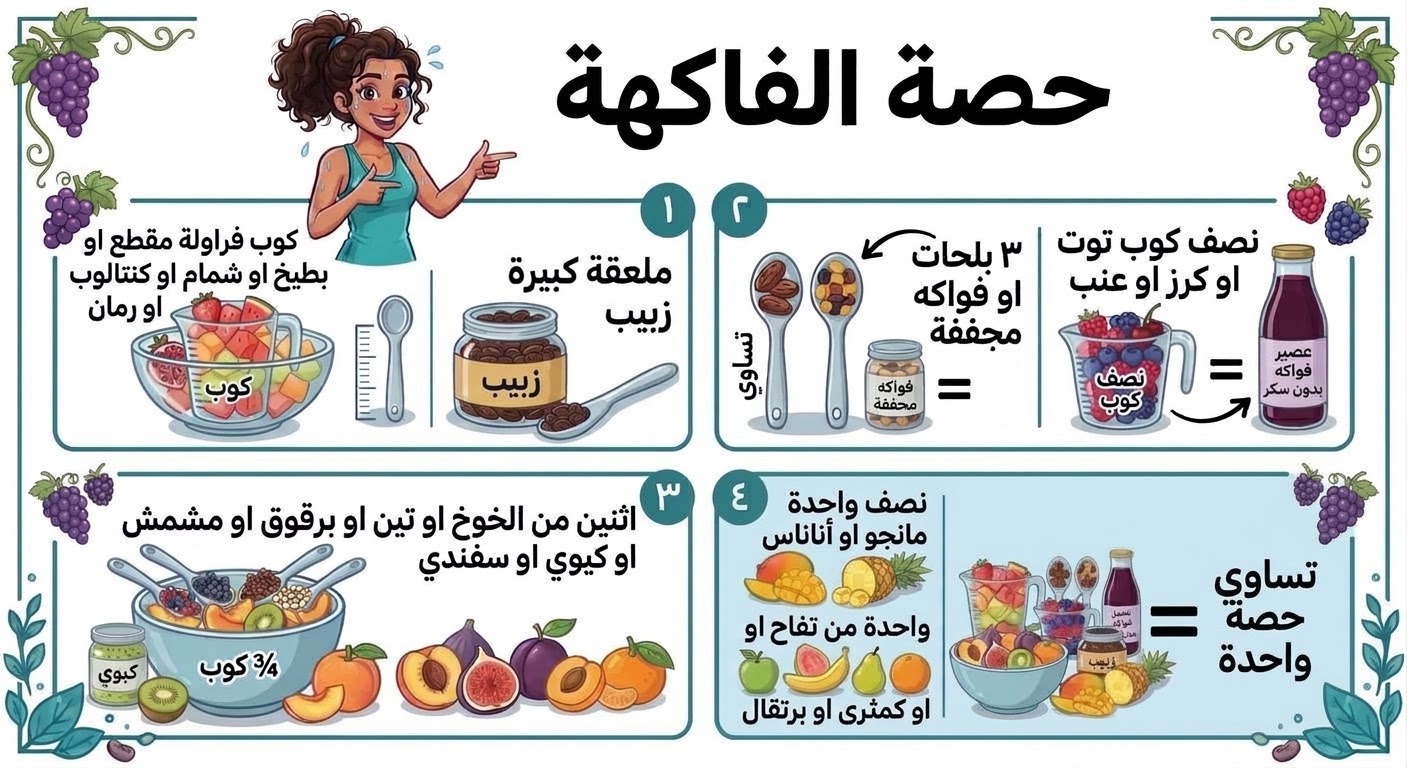 حصة الفاكهة
١
كوب فراولة مقطع او
بطيخ او شمام او كنتالوب
او رمان
كوب
ملعقة كبيرة
زبيب
زبيب
٢
٣ بلحات
او فواكه
مجففة
تساوي
فواكه
مجففة
=
نصف كوب توت
او كرز او عنب
نصف
كوب
=
عصير
فواكه
بدون سكر
٣
اثنين من الخوخ او تين او برقوق او مشمش
او كيوي او سفندي
كيوي
¾ كوب
٤
نصف واحدة
مانجو او أناناس
واحدة من تفاح او
او كمثرى او برتقال
=
تساوي
حصة
واحدة